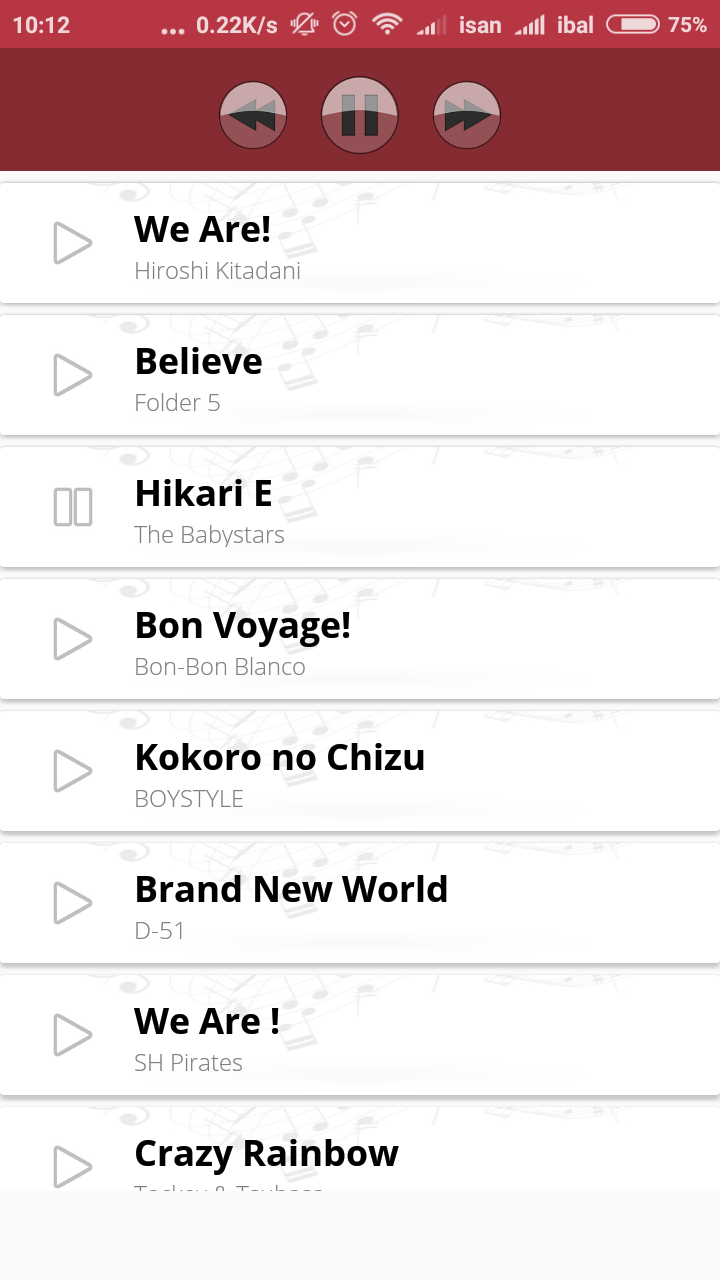 10:12 ... 0.22K/s isan ibal 75%
We Are!
Hiroshi Kitadani
Believe
Folder 5
Hikari E
The Babystars
Bon Voyage!
Bon-Bon Blanco
Kokoro no Chizu
BOYSTYLE
Brand New World
D-51
We Are !
SH Pirates
Crazy Rainbow